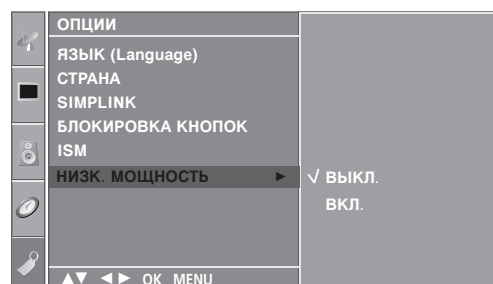 ОПЦИИ
ЯЗЫК (Language)
СТРАНА
SIMPLINK
БЛОКИРОВКА КНОПОК
ISM
НИЗК. МОЩНОСТЬ ► √ ВЫКЛ.
ВКЛ.
▲▼ ◄► OK MENU